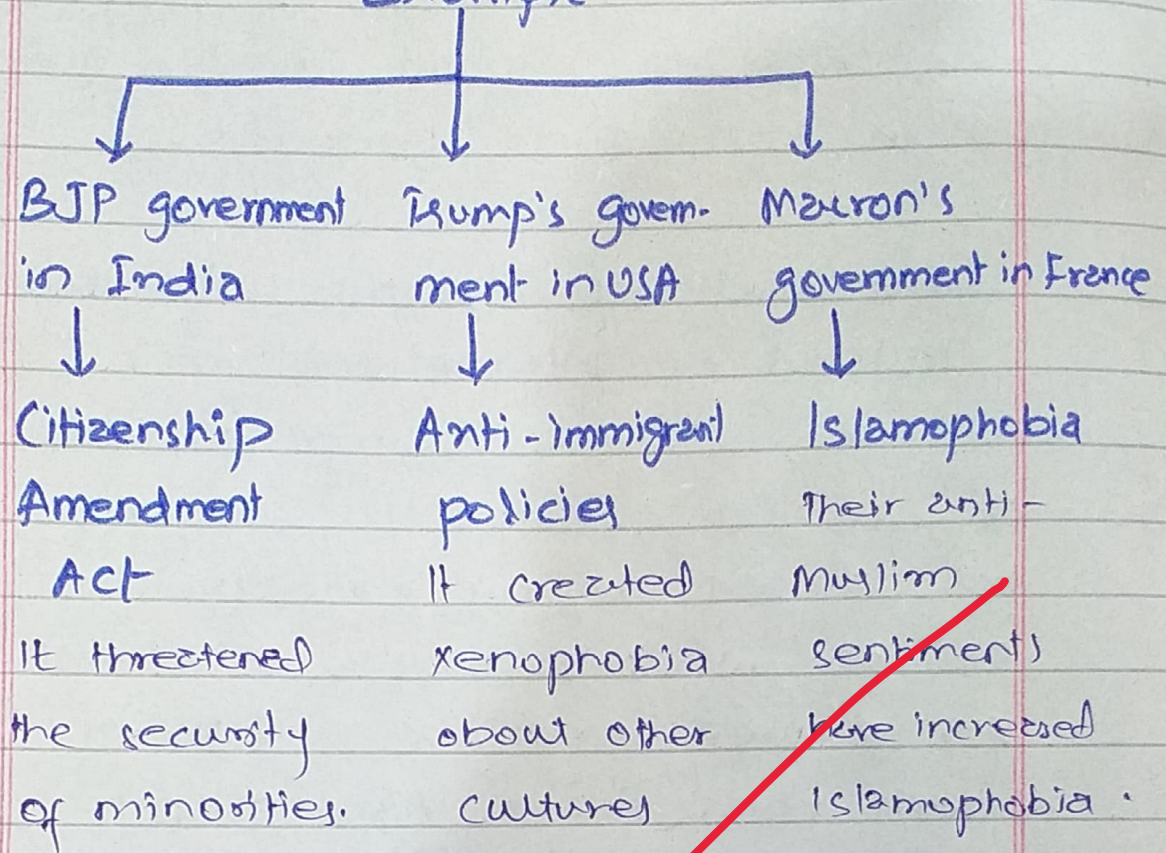 Example
BJP government
in India
Citizenship
Amendment
Act
It threatened
the security
of minorities.
Trump's govern-
ment in USA
Anti-immigrant
policies
It created
xenophobia
about other
cultures
Macron's
government in France
Islamophobia
Their anti-
Muslim
sentiments
have increased
Islamophobia.